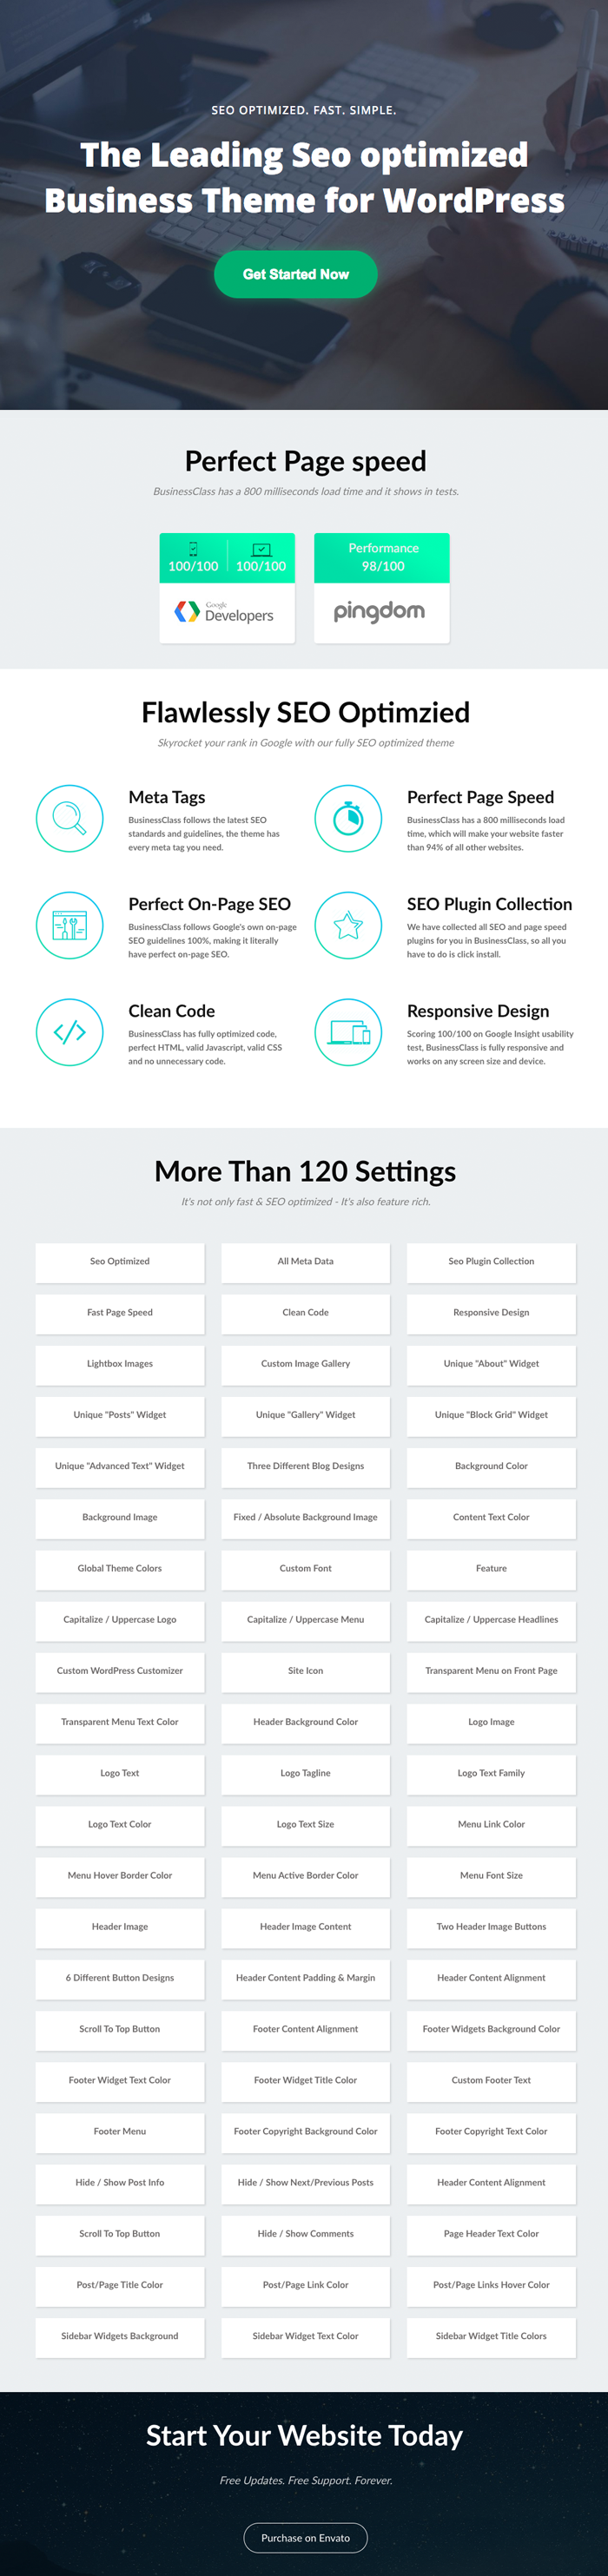 SEO OPTIMIZED. FAST. SIMPLE.
The Leading Seo optimized
Business Theme for WordPress
Get Started Now
Perfect Page speed
BusinessClass has a 800 milliseconds load time and it shows in tests.
100/100
100/100
Google
Developers
Performance
98/100
pingdom
Flawlessly SEO Optimzied
Skyrocket your rank in Google with our fully SEO optimized theme
Meta Tags
BusinessClass follows the latest SEO
standards and guidelines, the theme has
every meta tag you need.
Perfect Page Speed
BusinessClass has a 800 milliseconds load
time, which will make your website faster
than 94% of all other websites.
Perfect On-Page SEO
BusinessClass follows Google's own on-page
SEO guidelines 100%, making it literally
have perfect on-page SEO.
SEO Plugin Collection
We have collected all SEO and page speed
plugins for you in BusinessClass, so all you
have to do is click install.
Clean Code
BusinessClass has fully optimized code,
perfect HTML, valid Javascript, valid CSS
and no unnecessary code.
Responsive Design
Scoring 100/100 on Google Insight usability
test, BusinessClass is fully responsive and
works on any screen size and device.
More Than 120 Settings
It's not only fast & SEO optimized - It's also feature rich.
Seo Optimized
All Meta Data
Seo Plugin Collection
Fast Page Speed
Clean Code
Responsive Design
Lightbox Images
Custom Image Gallery
Unique "About" Widget
Unique "Posts" Widget
Unique "Gallery" Widget
Unique "Block Grid" Widget
Unique "Advanced Text" Widget
Three Different Blog Designs
Background Color
Background Image
Fixed / Absolute Background Image
Content Text Color
Global Theme Colors
Custom Font
Feature
Capitalize / Uppercase Logo
Capitalize / Uppercase Menu
Capitalize / Uppercase Headlines
Custom WordPress Customizer
Site Icon
Transparent Menu on Front Page
Transparent Menu Text Color
Header Background Color
Logo Image
Logo Text
Logo Tagline
Logo Text Family
Logo Text Color
Logo Text Size
Menu Link Color
Menu Hover Border Color
Menu Active Border Color
Menu Font Size
Header Image
Header Image Content
Two Header Image Buttons
6 Different Button Designs
Header Content Padding & Margin
Header Content Alignment
Scroll To Top Button
Footer Content Alignment
Footer Widgets Background Color
Footer Widget Text Color
Footer Widget Title Color
Custom Footer Text
Footer Menu
Footer Copyright Background Color
Footer Copyright Text Color
Hide / Show Post Info
Hide / Show Next/Previous Posts
Header Content Alignment
Scroll To Top Button
Hide / Show Comments
Page Header Text Color
Post/Page Title Color
Post/Page Link Color
Post/Page Links Hover Color
Sidebar Widgets Background
Sidebar Widget Text Color
Sidebar Widget Title Colors
Start Your Website Today
Free Updates. Free Support. Forever.
Purchase on Envato